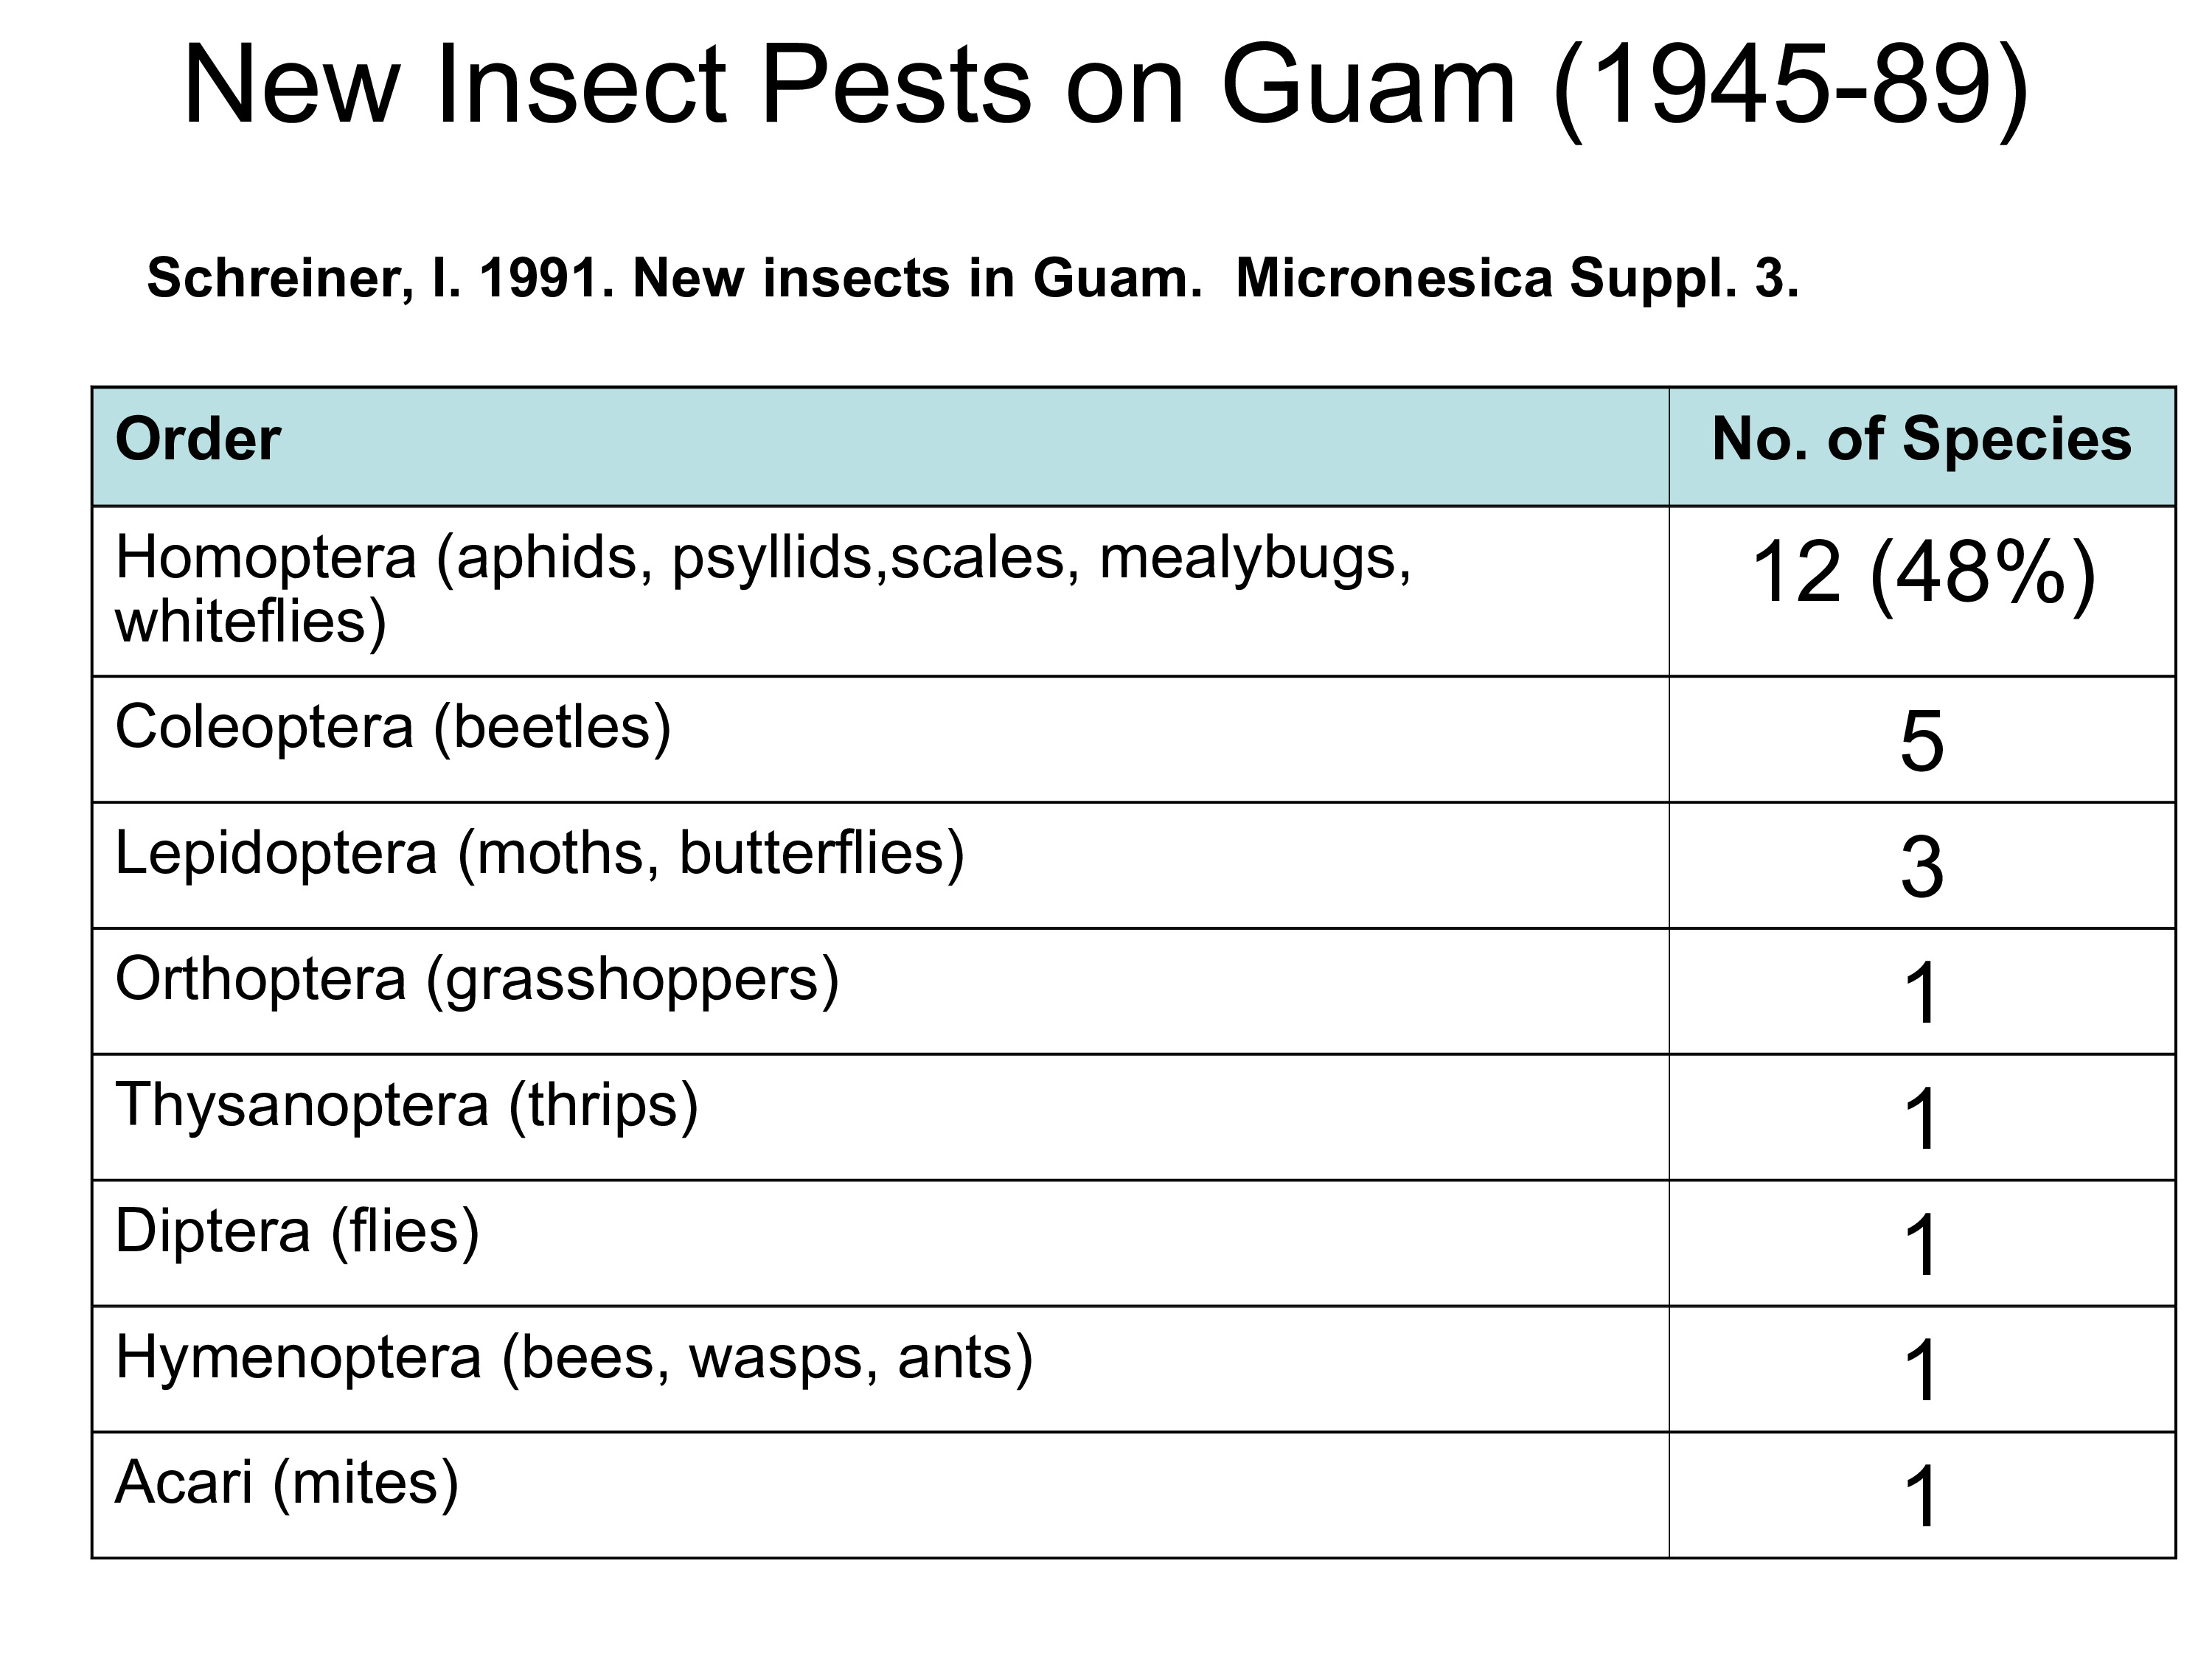 New Insect Pests on Guam (1945-89)
Schreiner, I. 1991. New insects in Guam.  Micronesica Suppl. 3.
Order No. of Species
Homoptera (aphids, psyllids,scales, mealybugs, 12 (48%)
whiteflies)
Coleoptera (beetles) 5
Lepidoptera (moths, butterflies) 3
Orthoptera (grasshoppers) 1
Thysanoptera (thrips) 1
Diptera (flies) 1
Hymenoptera (bees, wasps, ants) 1
Acari (mites) 1